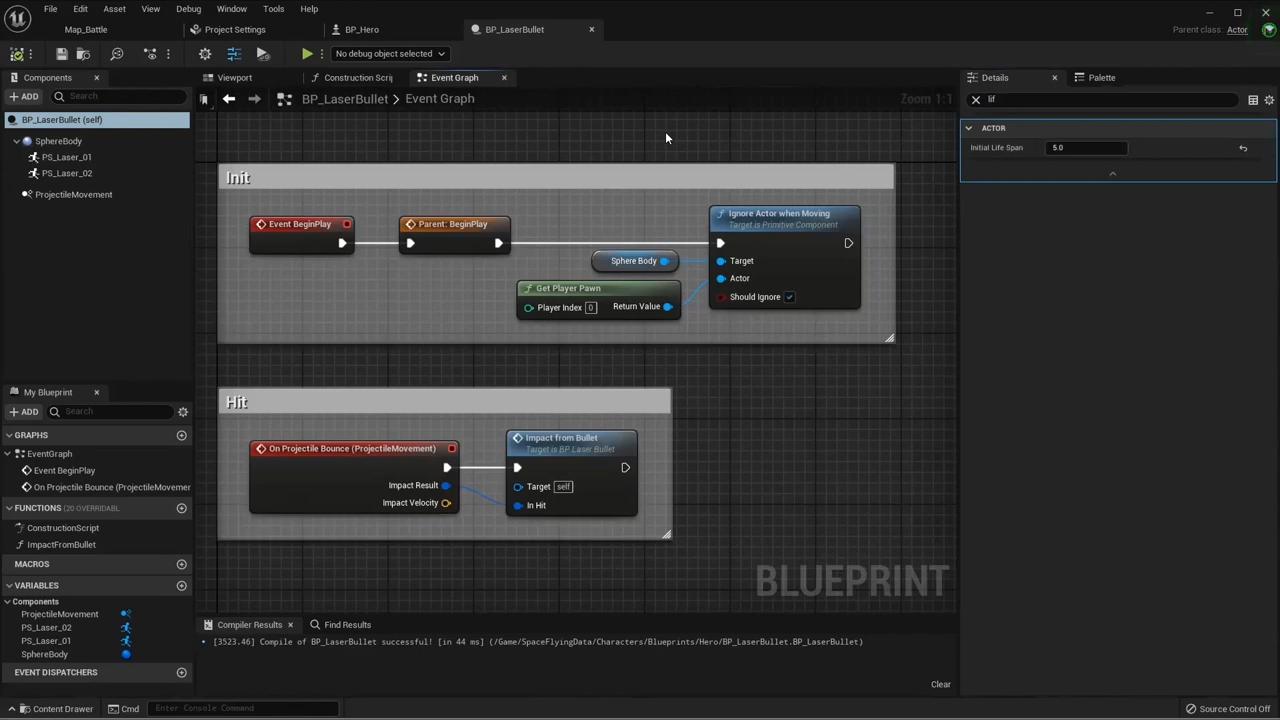 File Edit Asset View Debug Window Tools Help
Map_Battle Project Settings BP_Hero BP_LaserBullet
Parent class: Actor
No debug object selected
Components
Viewport Construction Scrip Event Graph
Details Palette
ADD Search
BP_LaserBullet > Event Graph
Zoom 1:1
lif
BP_LaserBullet (self)
SphereBody
PS_Laser_01
PS_Laser_02
ProjectileMovement
ACTOR
Initial Life Span 5.0
Init
Event BeginPlay
Parent: BeginPlay
Ignore Actor when Moving
Target is Primitive Component
Sphere Body
Target
Actor
Should Ignore
Get Player Pawn
Player Index 0 Return Value
Hit
On Projectile Bounce (ProjectileMovement)
Impact Result
Impact Velocity
Impact from Bullet
Target is BP Laser Bullet
Target self
In Hit
BLUEPRINT
My Blueprint
ADD Search
GRAPHS
EventGraph
Event BeginPlay
On Projectile Bounce (ProjectileMovemer
FUNCTIONS (20 OVERRIDABL
ConstructionScript
ImpactFromBullet
MACROS
VARIABLES
Components
ProjectileMovement
PS_Laser_02
PS_Laser_01
SphereBody
EVENT DISPATCHERS
Compiler Results Find Results
[3523.46] Compile of BP_LaserBullet successful! [in 44 ms] (/Game/SpaceFlyingData/Characters/Blueprints/Hero/BP_LaserBullet.BP_LaserBullet)
Clear
Content Drawer Cmd Enter Console Command
Source Control Off